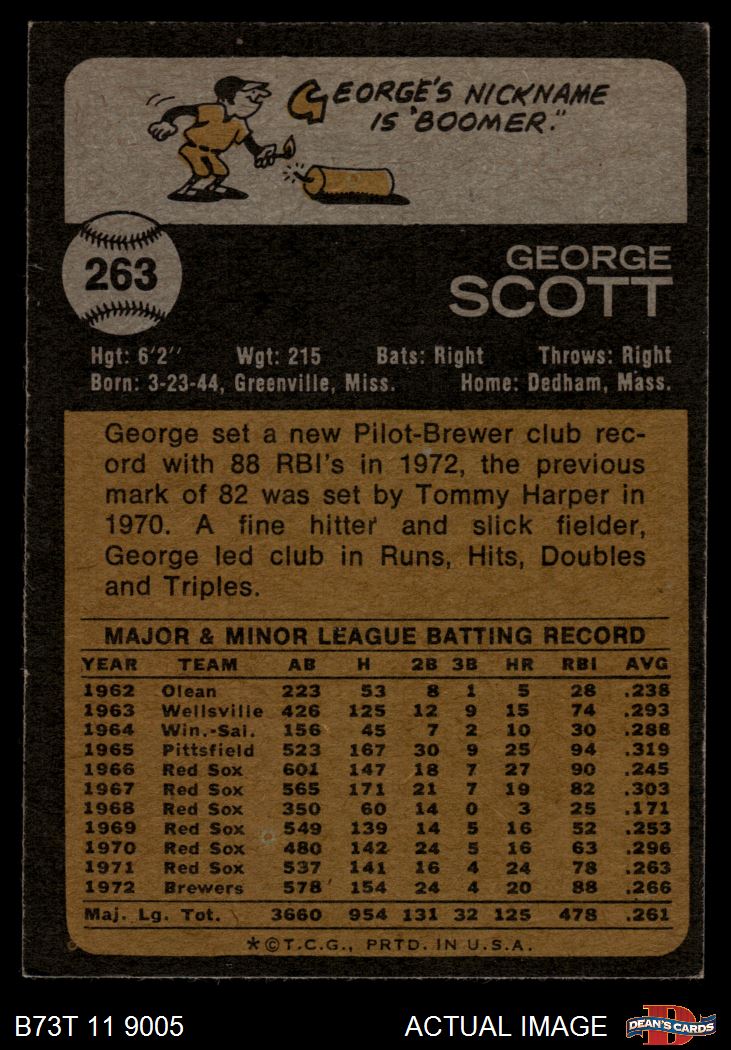 GEORGE'S NICKNAME
IS "BOOMER."
263
GEORGE
SCOTT
Hgt: 6'2" Wgt: 215 Bats: Right Throws: Right
Born: 3-23-44, Greenville, Miss. Home: Dedham, Mass.
George set a new Pilot-Brewer club rec-
ord with 88 RBI's in 1972, the previous
mark of 82 was set by Tommy Harper in
1970. A fine hitter and slick fielder,
George led club in Runs, Hits, Doubles
and Triples.
MAJOR & MINOR LEAGUE BATTING RECORD
YEAR TEAM AB H 2B 3B HR RBI AVG
1962 Olean 223 53 8 1 5 28 .238
1963 Wellsville 426 125 12 9 15 74 .293
1964 Win.-Sal. 156 45 7 2 10 30 .288
1965 Pittsfield 523 167 30 9 25 94 .319
1966 Red Sox 601 147 18 7 27 90 .245
1967 Red Sox 565 171 21 7 19 82 .303
1968 Red Sox 350 60 14 0 3 25 .171
1969 Red Sox 549 139 14 5 16 52 .253
1970 Red Sox 480 142 24 5 16 63 .296
1971 Red Sox 537 141 16 4 24 78 .263
1972 Brewers 578 154 24 4 20 88 .266
Maj. Lg. Tot. 3660 954 131 32 125 478 .261
*©T.C.G., PRTD. IN U.S.A.
B73T 11 9005 ACTUAL IMAGE
D
DEAN'S CARDS